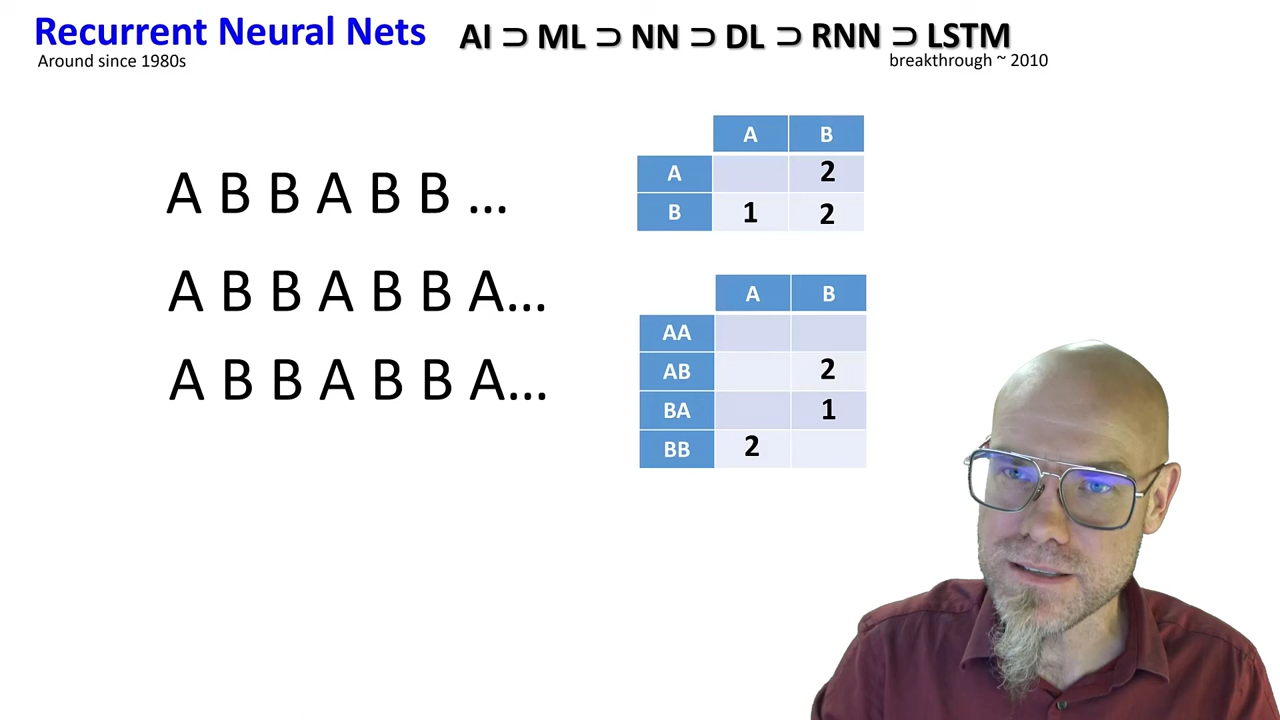 Recurrent Neural Nets
AI ⊃ ML ⊃ NN ⊃ DL ⊃ RNN ⊃ LSTM
Around since 1980s
breakthrough ~ 2010
A B B A B B ...
A B B A B B A...
A B B A B B A...
A B
A 2
B 1 2
A B
AA
AB 2
BA 1
BB 2